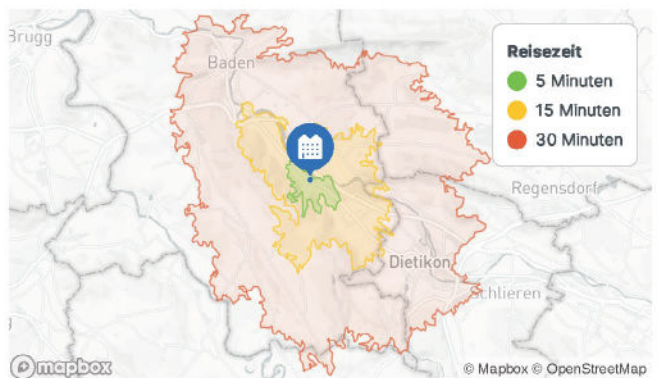 Brugg
Baden
Reisezeit
5 Minuten
15 Minuten
30 Minuten
Regensdorf
Dietikon
Schlieren
mapbox
© Mapbox © OpenStreetMap